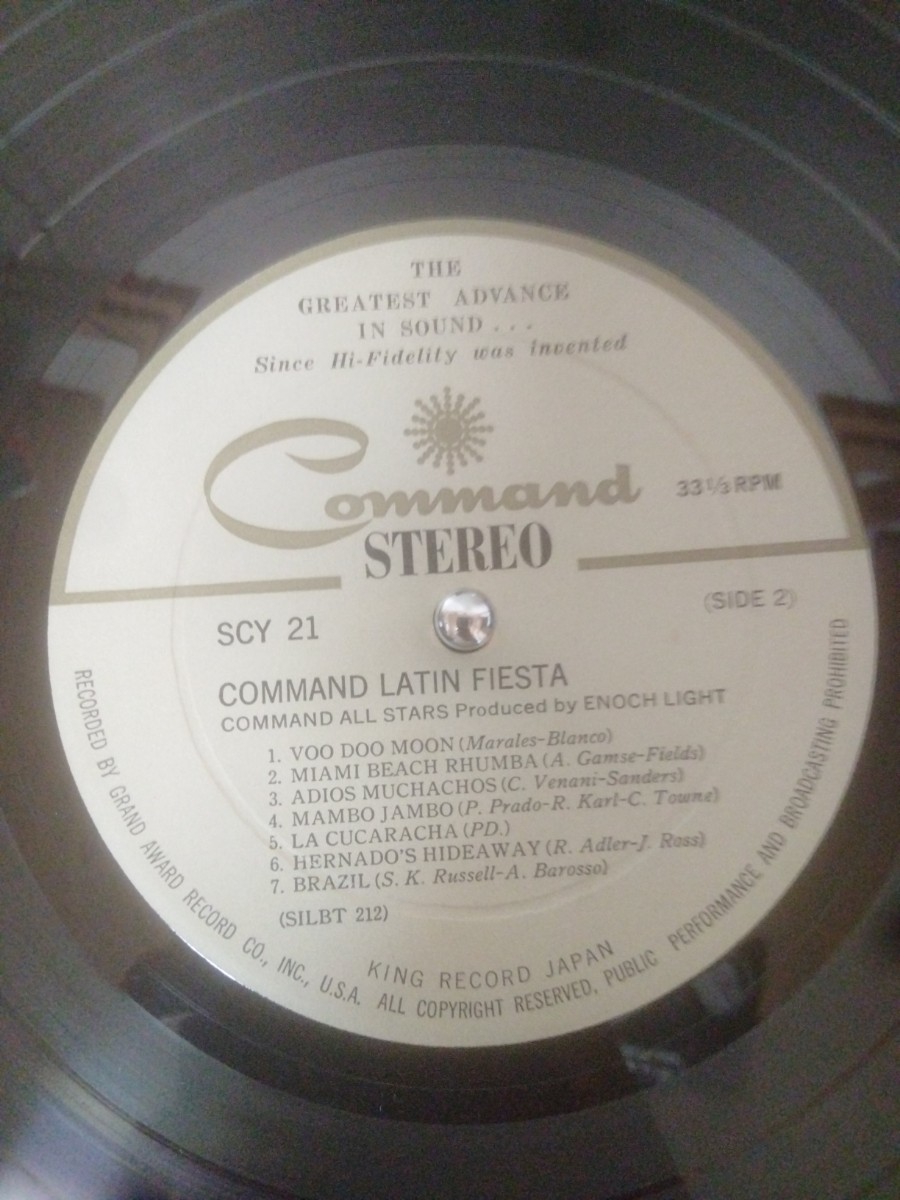 THE
GREATEST ADVANCE
IN SOUND...
Since Hi-Fidelity was invented
Command
33 1/3 RPM
STEREO
(SIDE 2)
SCY 21
COMMAND LATIN FIESTA
COMMAND ALL STARS Produced by ENOCH LIGHT
1. VOO DOO MOON (Marales-Blanco)
2. MIAMI BEACH RHUMBA (A. Gamse-Fields)
3. ADIOS MUCHACHOS (C. Venani-Sanders)
4. MAMBO JAMBO (P. Prado-R. Karl-C. Towne)
5. LA CUCARACHA (PD.)
6. HERNADO'S HIDEAWAY (R. Adler-J. Ross)
7. BRAZIL (S. K. Russell-A. Barosso)
(SILBT 212)
KING RECORD JAPAN
RECORDED BY GRAND AWARD RECORD CO., INC., U.S.A. ALL COPYRIGHT RESERVED, PUBLIC PERFORMANCE AND BROADCASTING PROHIBITED